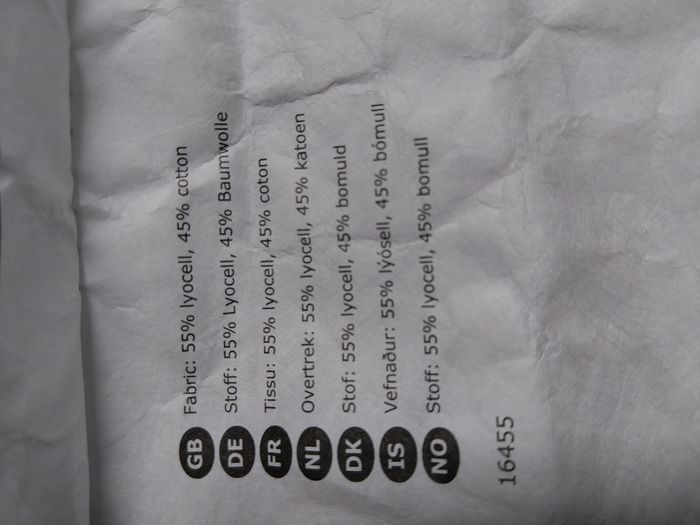 GB Fabric: 55% lyocell, 45% cotton
DE Stoff: 55% Lyocell, 45% Baumwolle
FR Tissu: 55% lyocell, 45% coton
NL Overtrek: 55% lyocell, 45% katoen
DK Stof: 55% lyocell, 45% bomuld
IS Vefnaður: 55% lýósell, 45% bómull
NO Stoff: 55% lyocell, 45% bomull
16455